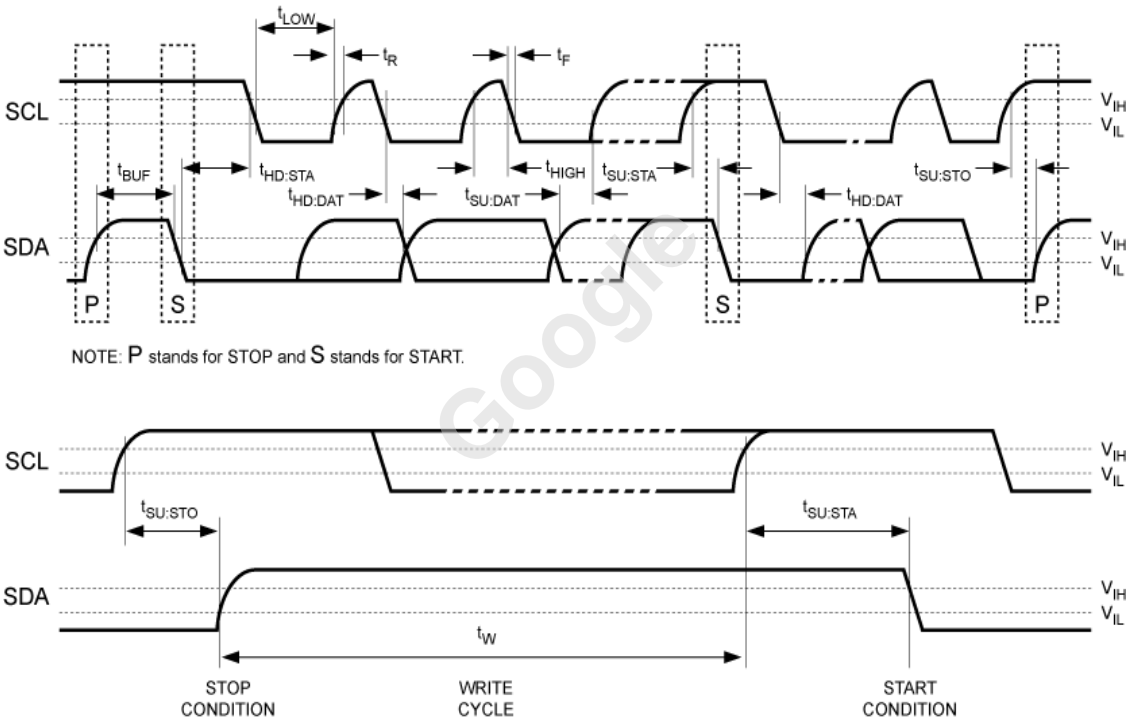 tLOW
tR
tF
SCL
VIH
VIL
tBUF
tHD:STA
tHD:DAT
tSU:DAT
tHIGH
tSU:STA
tHD:DAT
tSU:STO
SDA
VIH
VIL
P
S
S
P
NOTE: P stands for STOP and S stands for START.
Google
SCL
VIH
VIL
tSU:STO
tSU:STA
SDA
VIH
VIL
tW
STOP
CONDITION
WRITE
CYCLE
START
CONDITION